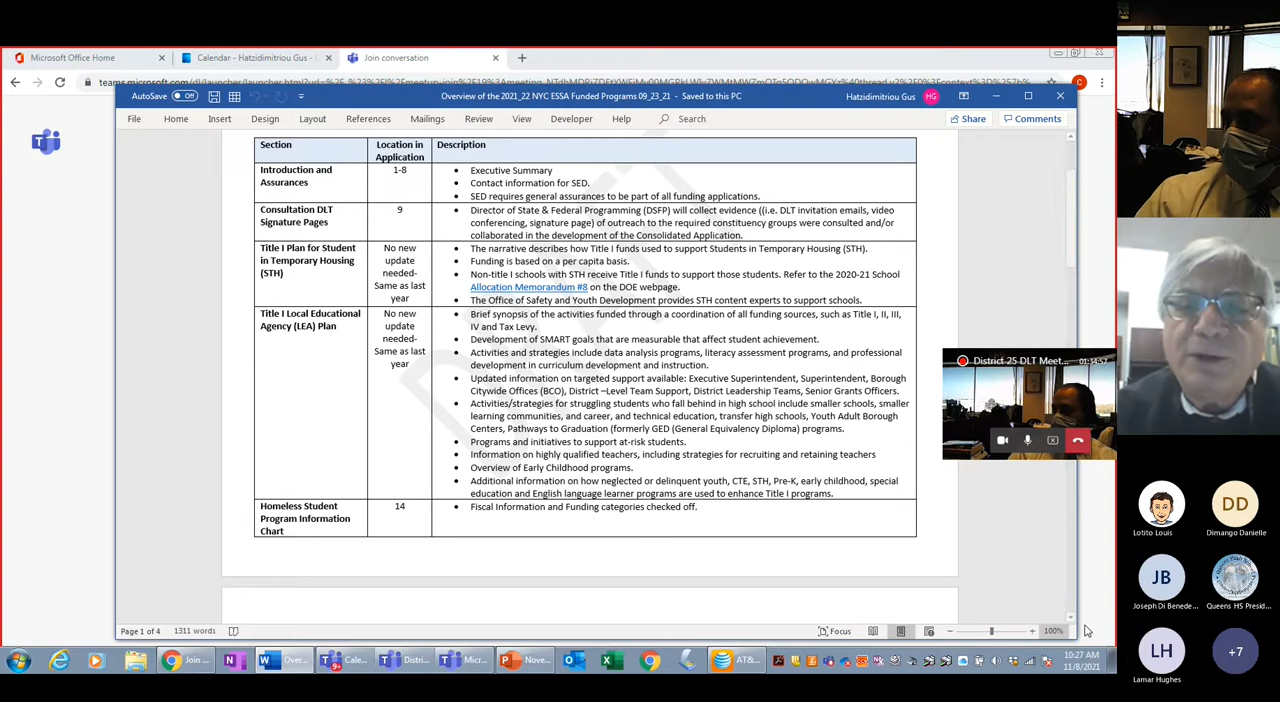 Microsoft Office Home
Calendar - Hatzidimitriou Gus -
Join conversation
AutoSave Off
Overview of the 2021_22 NYC ESSA Funded Programs 09_23_21 - Saved to this PC
Hatzidimitriou Gus HG
File Home Insert Design Layout References Mailings Review View Developer Help Search
Share Comments
Section
Location in
Application
Description
Introduction and
Assurances
1-8
• Executive Summary
• Contact information for SED.
• SED requires general assurances to be part of all funding applications.
Consultation DLT
Signature Pages
9
• Director of State & Federal Programming (DSFP) will collect evidence ((i.e. DLT invitation emails, video
conferencing, signature page) of outreach to the required constituency groups were consulted and/or
collaborated in the development of the Consolidated Application.
Title I Plan for Student
in Temporary Housing
(STH)
No new
update
needed-
Same as last
year
• The narrative describes how Title I funds used to support Students in Temporary Housing (STH).
• Funding is based on a per capita basis.
• Non-title I schools with STH receive Title I funds to support those students. Refer to the 2020-21 School
Allocation Memorandum #8 on the DOE webpage.
• The Office of Safety and Youth Development provides STH content experts to support schools.
Title I Local Educational
Agency (LEA) Plan
No new
update
needed-
Same as last
year
• Brief synopsis of the activities funded through a coordination of all funding sources, such as Title I, II, III,
IV and Tax Levy.
• Development of SMART goals that are measurable that affect student achievement.
• Activities and strategies include data analysis programs, literacy assessment programs, and professional
development in curriculum development and instruction.
• Updated information on targeted support available: Executive Superintendent, Superintendent, Borough
Citywide Offices (BCO), District –Level Team Support, District Leadership Teams, Senior Grants Officers.
• Activities/strategies for struggling students who fall behind in high school include smaller schools, smaller
learning communities, and career, and technical education, transfer high schools, Youth Adult Borough
Centers, Pathways to Graduation (formerly GED (General Equivalency Diploma) programs.
• Programs and initiatives to support at-risk students.
• Information on highly qualified teachers, including strategies for recruiting and retaining teachers
• Overview of Early Childhood programs.
• Additional information on how neglected or delinquent youth, CTE, STH, Pre-K, early childhood, special
education and English language learner programs are used to enhance Title I programs.
Homeless Student
Program Information
Chart
14
• Fiscal Information and Funding categories checked off.
DRAFT
Page 1 of 4 1311 words
Focus
100%
Join ...
Over...
Cale...
Distri...
Micr...
Nove...
AT&...
10:27 AM
11/8/2021
District 25 DLT Meet...
01:34:57
Lotito Louis
DD
Dimango Danielle
JB
Joseph Di Benede...
Queens HS Presid...
LH
Lamar Hughes
+7